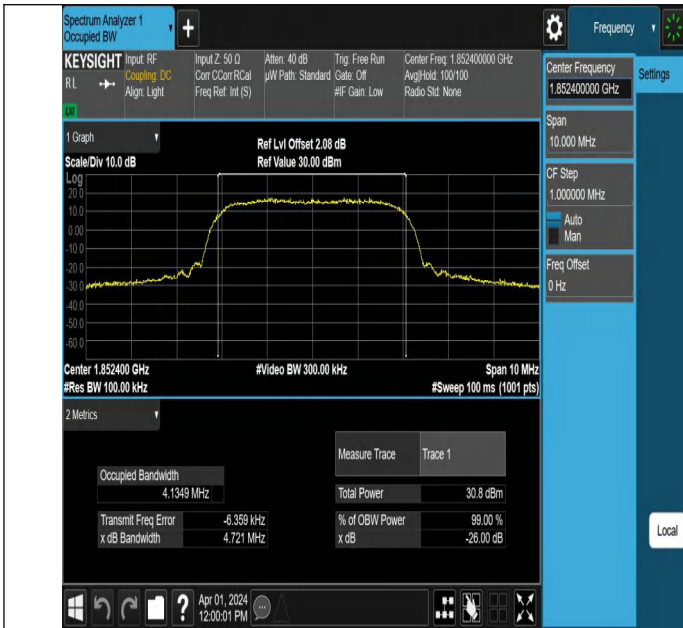 Spectrum Analyzer 1
Occupied BW
+
Frequency
KEYSIGHT
R L
LXI
Input: RF
Coupling: DC
Align: Light
Input Z: 50 Ω
Corr CCorr RCal
Freq Ref: Int (S)
Atten: 40 dB
µW Path: Standard
Trig: Free Run
Gate: Off
#IF Gain: Low
Center Freq: 1.852400000 GHz
Avg|Hold: 100/100
Radio Std: None
Center Frequency
1.852400000 GHz
Settings
Span
10.000 MHz
CF Step
1.000000 MHz
Auto
Man
Freq Offset
0 Hz
1 Graph
Scale/Div 10.0 dB
Ref Lvl Offset 2.08 dB
Ref Value 30.00 dBm
Log
20.0
10.0
0.00
-10.0
-20.0
-30.0
-40.0
-50.0
-60.0
Center 1.852400 GHz
#Res BW 100.00 kHz
#Video BW 300.00 kHz
Span 10 MHz
#Sweep 100 ms (1001 pts)
2 Metrics
Measure Trace Trace 1
Occupied Bandwidth
4.1349 MHz
Total Power 30.8 dBm
Transmit Freq Error -6.359 kHz
% of OBW Power 99.00 %
x dB Bandwidth 4.721 MHz
x dB -26.00 dB
Local
?
Apr 01, 2024
12:00:01 PM